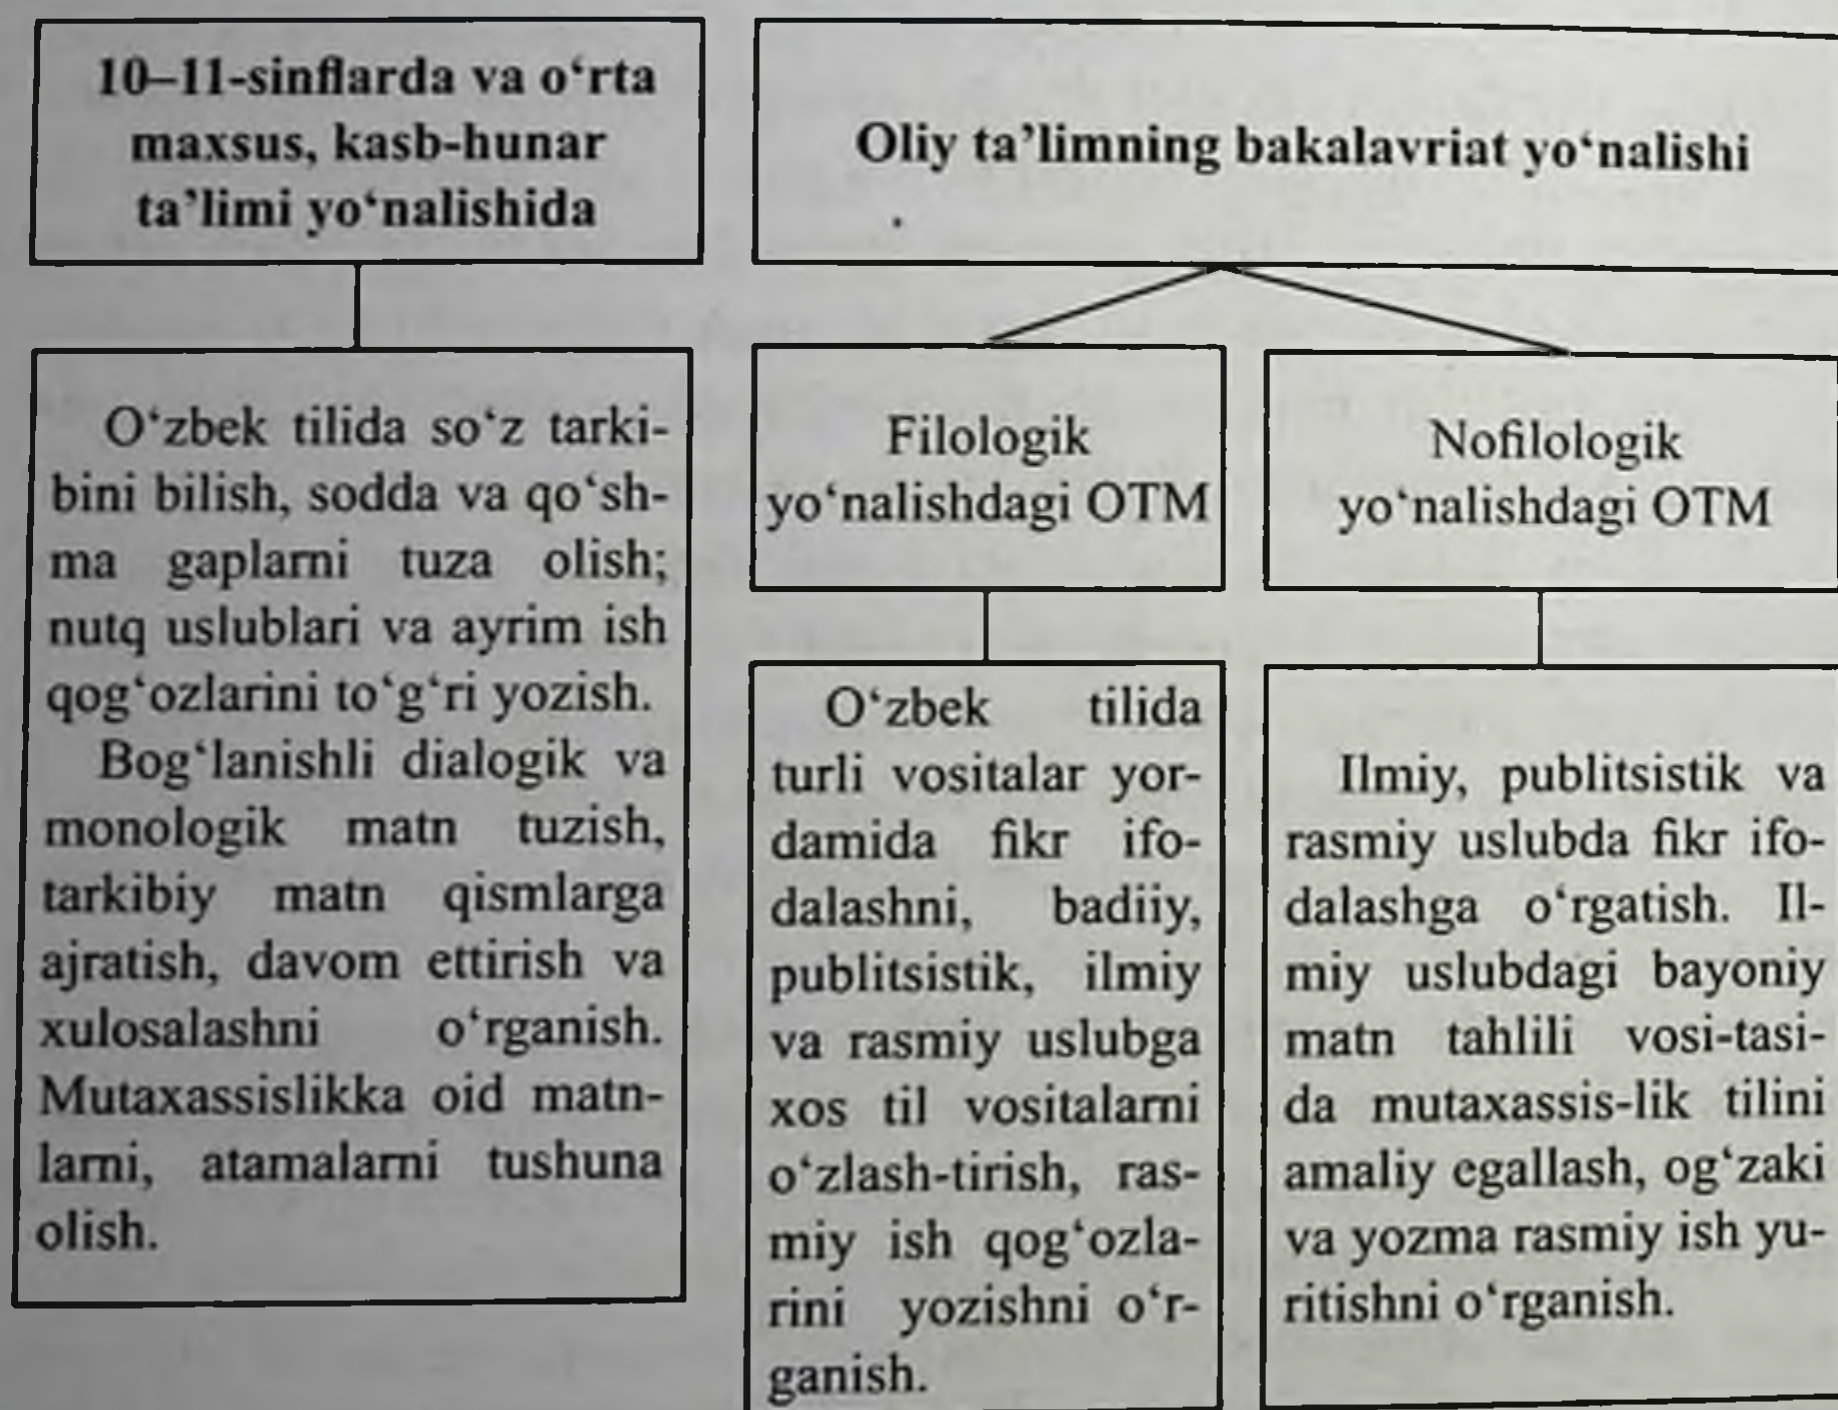 10–11-sinflarda va o‘rta
maxsus, kasb-hunar
ta’limi yo‘nalishida
O‘zbek tilida so‘z tarki-
bini bilish, sodda va qo‘sh-
ma gaplarni tuza olish;
nutq uslublari va ayrim ish
qog‘ozlarini to‘g‘ri yozish.
Bog‘lanishli dialogik va
monologik matn tuzish,
tarkibiy matn qismlarga
ajratish, davom ettirish va
xulosalashni o‘rganish.
Mutaxassislikka oid matn-
larni, atamalarni tushuna
olish.
Oliy ta’limning bakalavriat yo‘nalishi
Filologik
yo‘nalishdagi OTM
O‘zbek tilida
turli vositalar yor-
damida fikr ifo-
dalashni, badiiy,
publitsistik, ilmiy
va rasmiy uslubga
xos til vositalarni
o‘zlash-tirish, ras-
miy ish qog‘ozla-
rini yozishni o‘r-
ganish.
Nofilologik
yo‘nalishdagi OTM
Ilmiy, publitsistik va
rasmiy uslubda fikr ifo-
dalashga o‘rgatish. Il-
miy uslubdagi bayoniy
matn tahlili vosi-tasi-
da mutaxassis-lik tilini
amaliy egallash, og‘zaki
va yozma rasmiy ish yu-
ritishni o‘rganish.